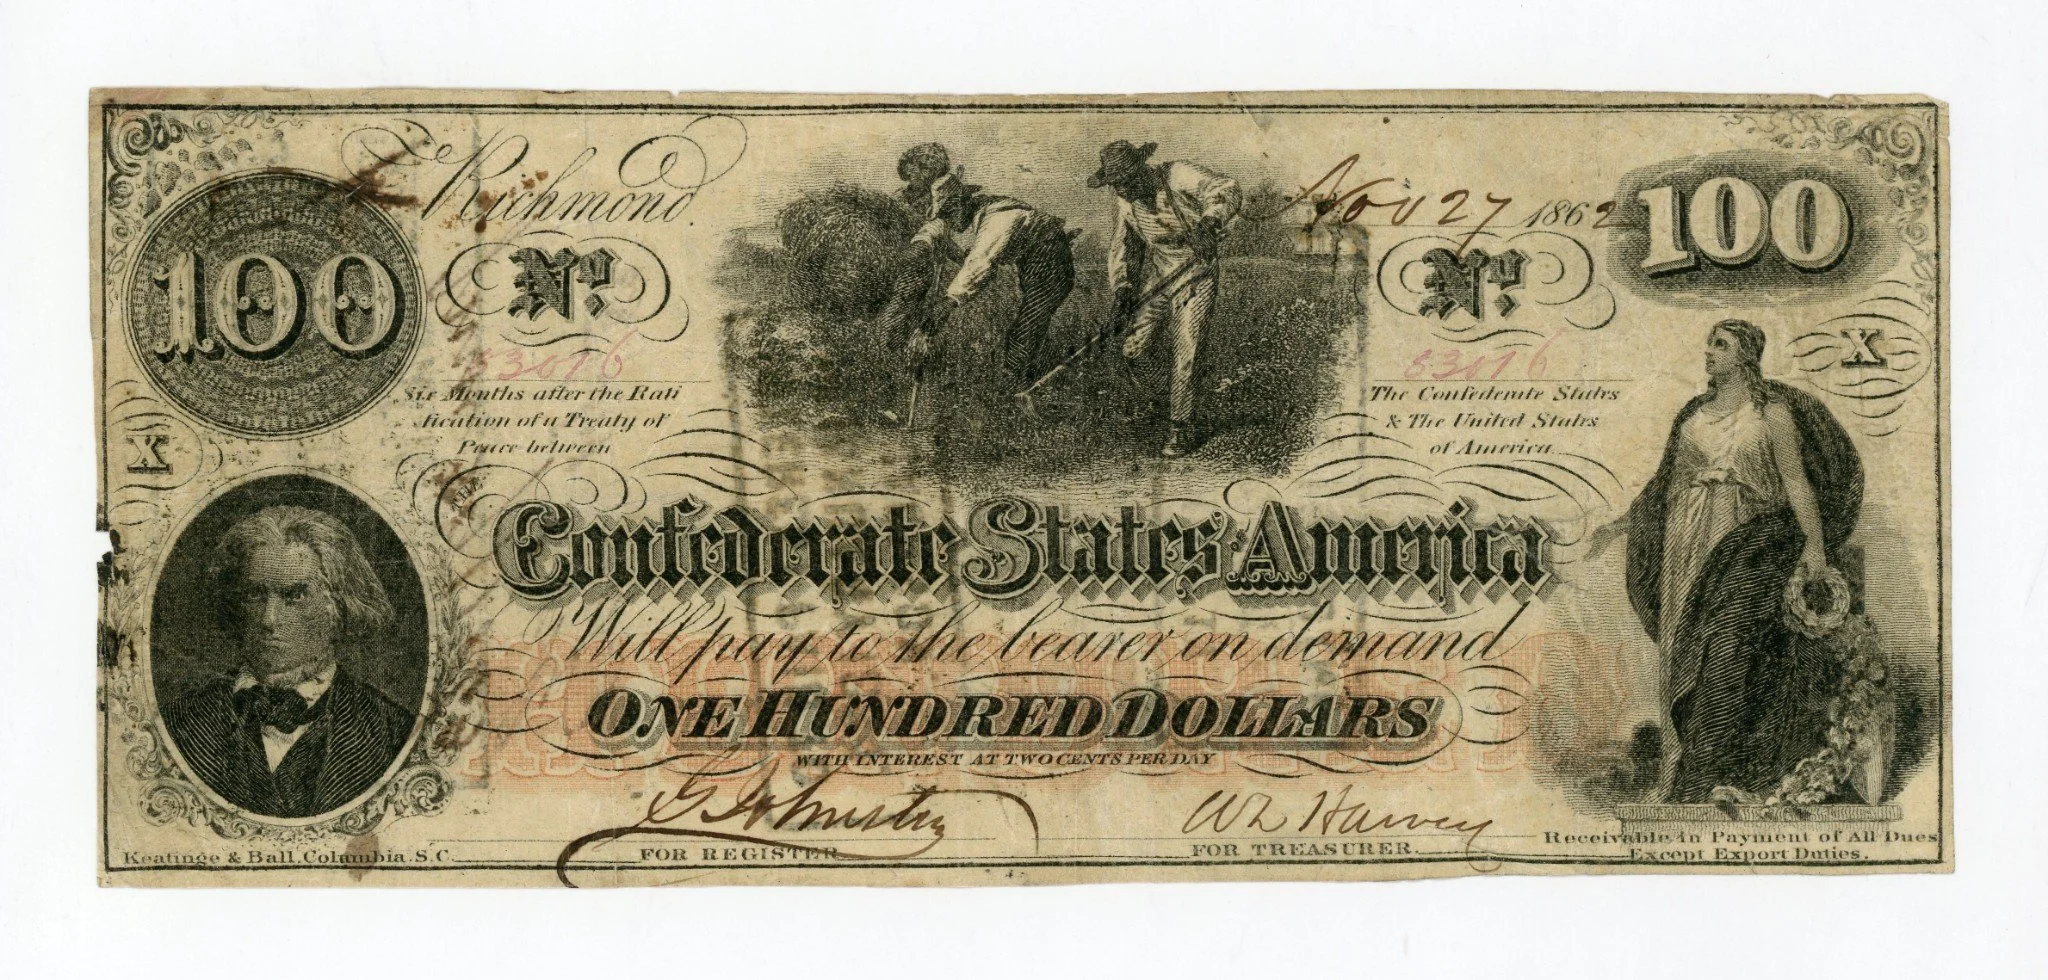 100
Richmond
Nov 27 1862
100
No.
No.
X
83076
83076
Six Months after the Rati
fication of a Treaty of
Peace between
The Confederate States
& The United States
of America
X
Confederate States America
Will pay to the bearer on demand
ONE HUNDRED DOLLARS
WITH INTEREST AT TWO CENTS PER DAY
W L Harvey
Keatinge & Ball, Columbia. S.C.
FOR REGISTER
FOR TREASURER.
Receivable in Payment of All Dues
Except Export Duties.